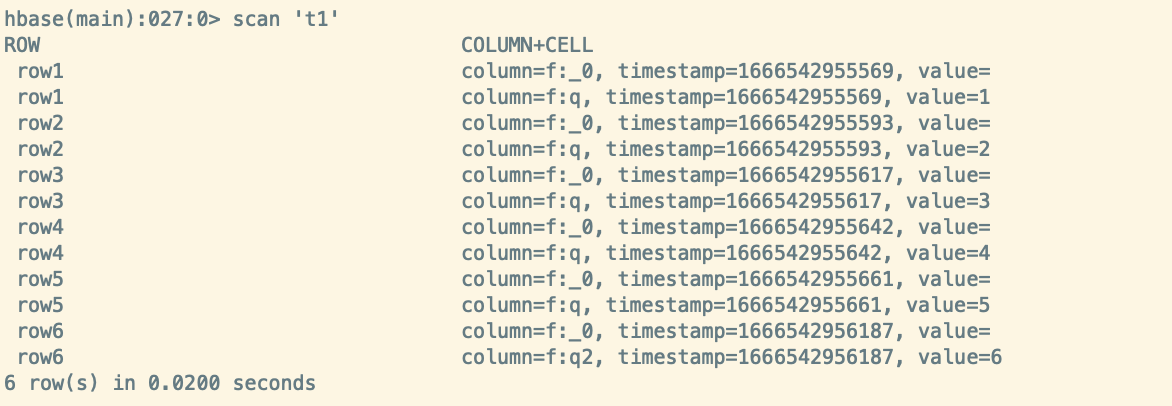 hbase(main):027:0> scan 't1'
ROW COLUMN+CELL
row1 column=f:_0, timestamp=1666542955569, value=
row1 column=f:q, timestamp=1666542955569, value=1
row2 column=f:_0, timestamp=1666542955593, value=
row2 column=f:q, timestamp=1666542955593, value=2
row3 column=f:_0, timestamp=1666542955617, value=
row3 column=f:q, timestamp=1666542955617, value=3
row4 column=f:_0, timestamp=1666542955642, value=
row4 column=f:q, timestamp=1666542955642, value=4
row5 column=f:_0, timestamp=1666542955661, value=
row5 column=f:q, timestamp=1666542955661, value=5
row6 column=f:_0, timestamp=1666542956187, value=
row6 column=f:q2, timestamp=1666542956187, value=6
6 row(s) in 0.0200 seconds